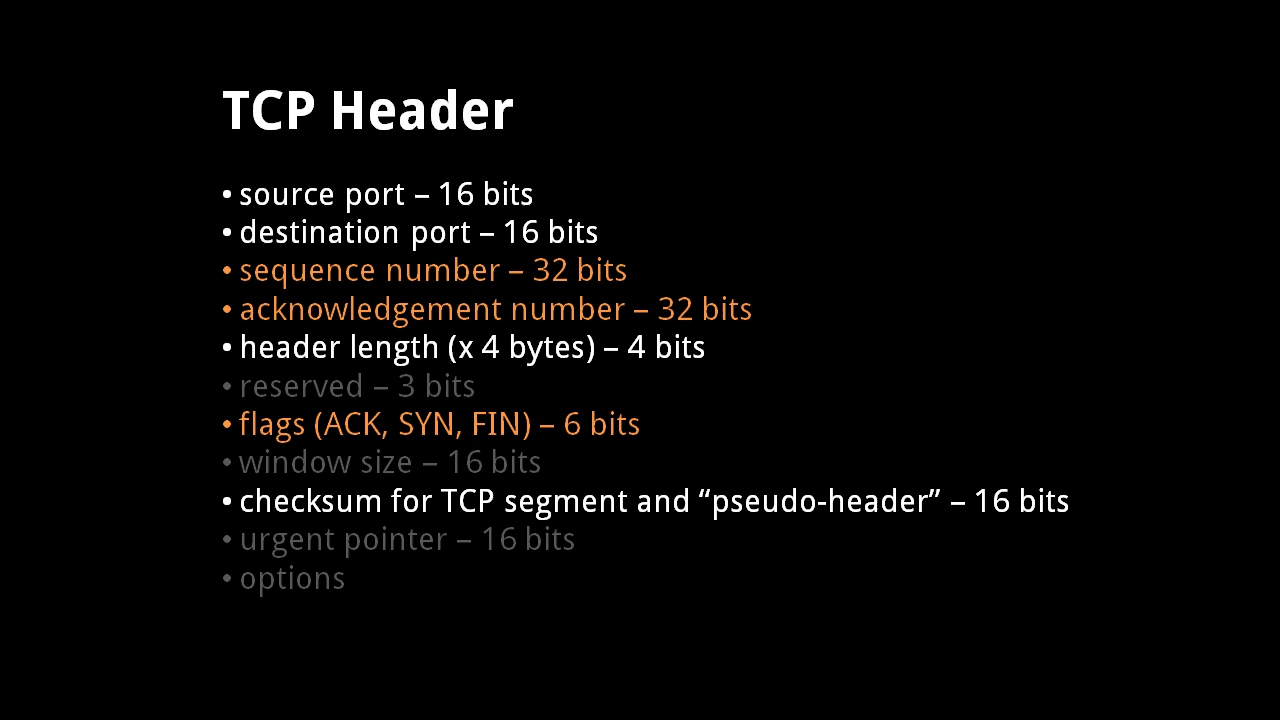 TCP Header
• source port – 16 bits
• destination port – 16 bits
• sequence number – 32 bits
• acknowledgement number – 32 bits
• header length (x 4 bytes) – 4 bits
• reserved – 3 bits
• flags (ACK, SYN, FIN) – 6 bits
• window size – 16 bits
• checksum for TCP segment and “pseudo-header” – 16 bits
• urgent pointer – 16 bits
• options